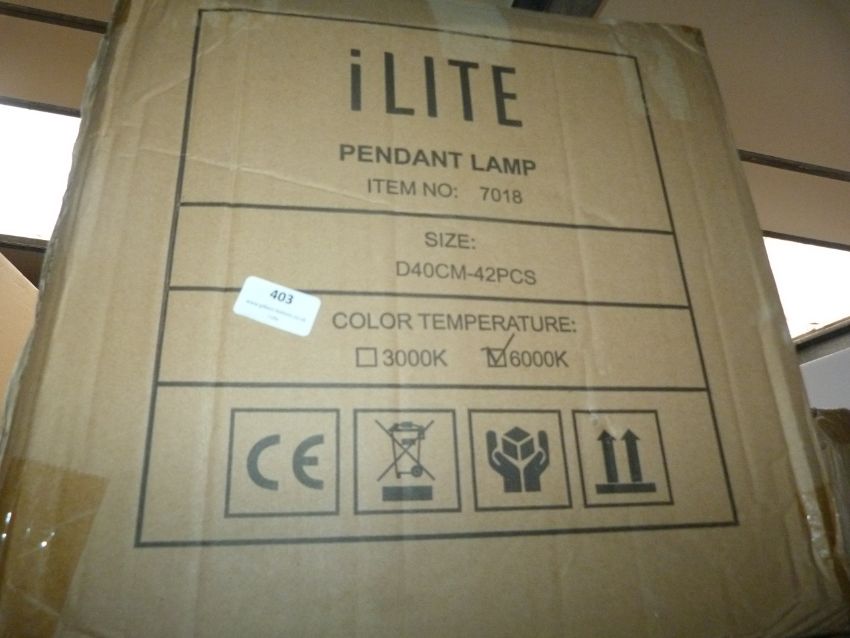 iLITE
PENDANT LAMP
ITEM NO: 7018
SIZE:
D40CM-42PCS
403
COLOR TEMPERATURE:
3000K 6000K
CE